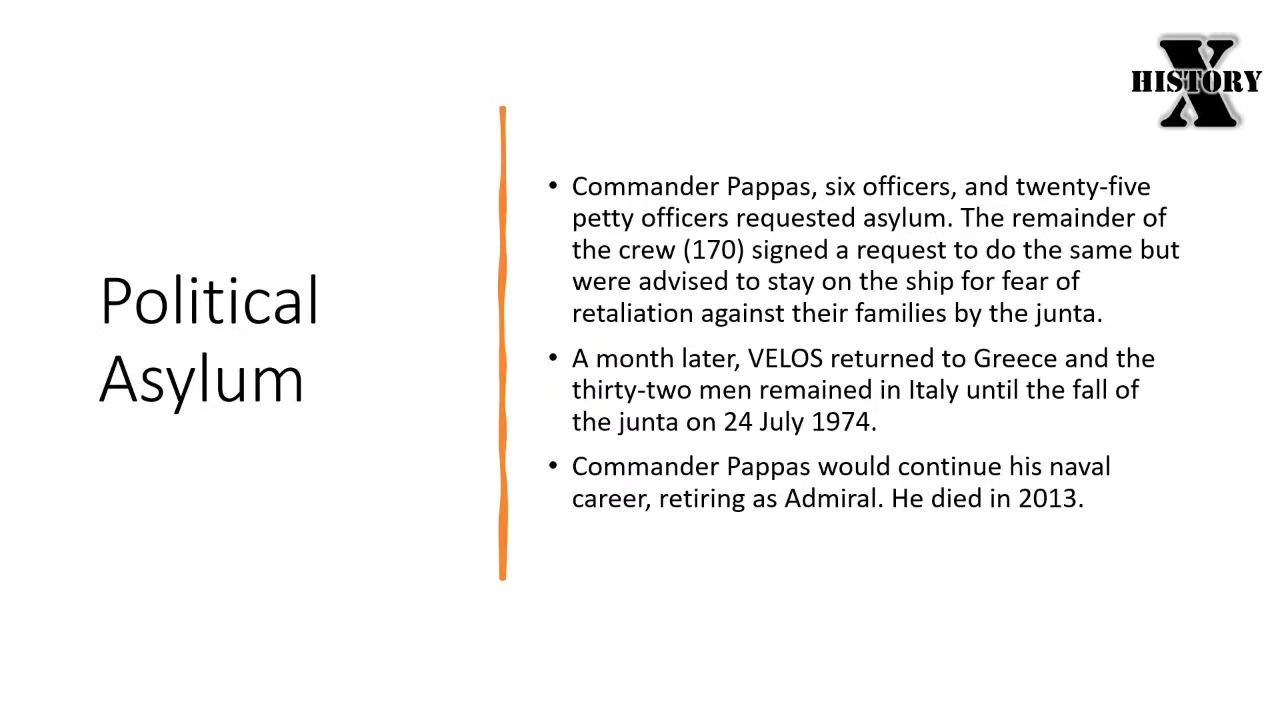 HISTORY
X
Political
Asylum
• Commander Pappas, six officers, and twenty-five
petty officers requested asylum. The remainder of
the crew (170) signed a request to do the same but
were advised to stay on the ship for fear of
retaliation against their families by the junta.
• A month later, VELOS returned to Greece and the
thirty-two men remained in Italy until the fall of
the junta on 24 July 1974.
• Commander Pappas would continue his naval
career, retiring as Admiral. He died in 2013.